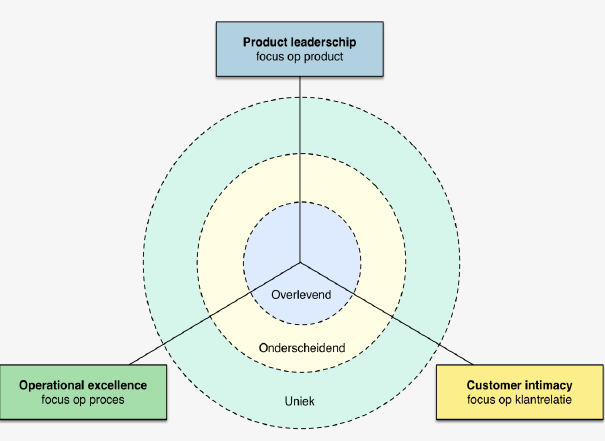 Product leaderschip
focus op product
Overlevend
Onderscheidend
Operational excellence
focus op proces
Uniek
Customer intimacy
focus op klantrelatie